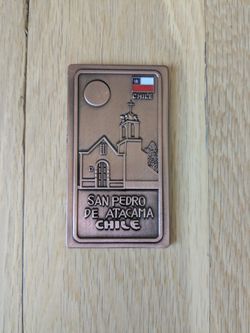 CHILE
SAN PEDRO
DE ATACAMA
CHILE